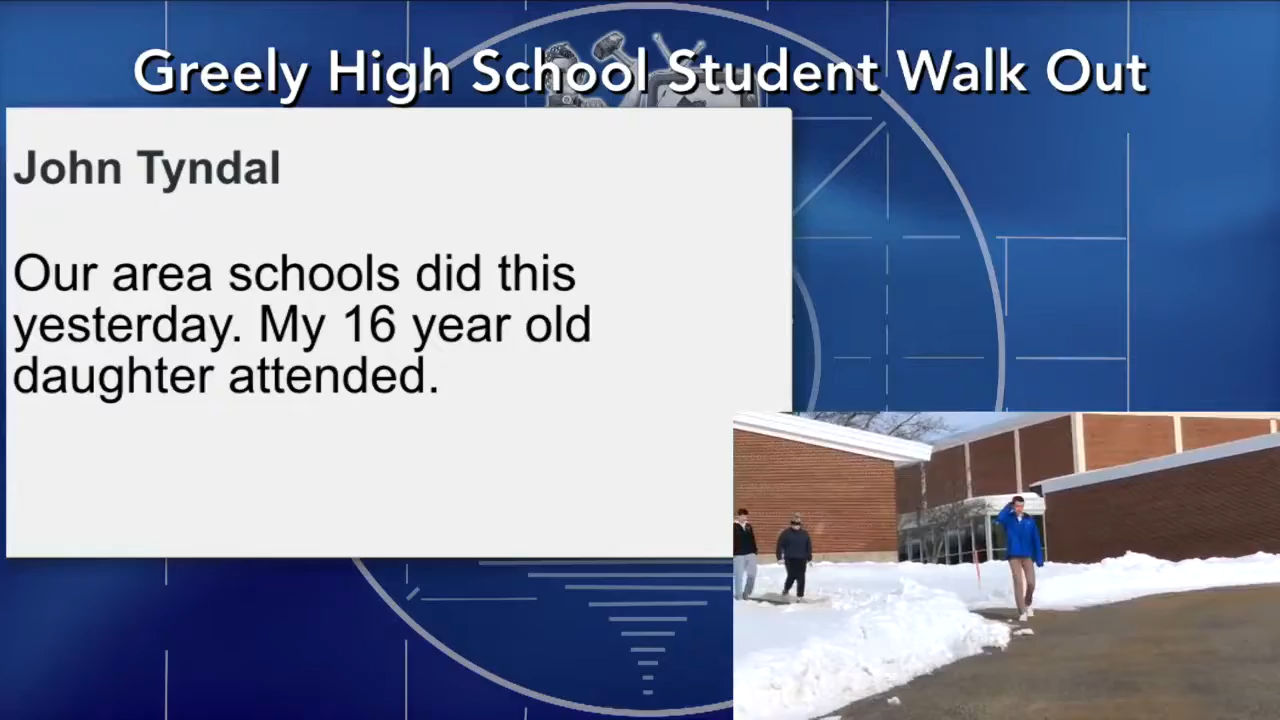 Greely High School Student Walk Out
John Tyndal
Our area schools did this
yesterday. My 16 year old
daughter attended.